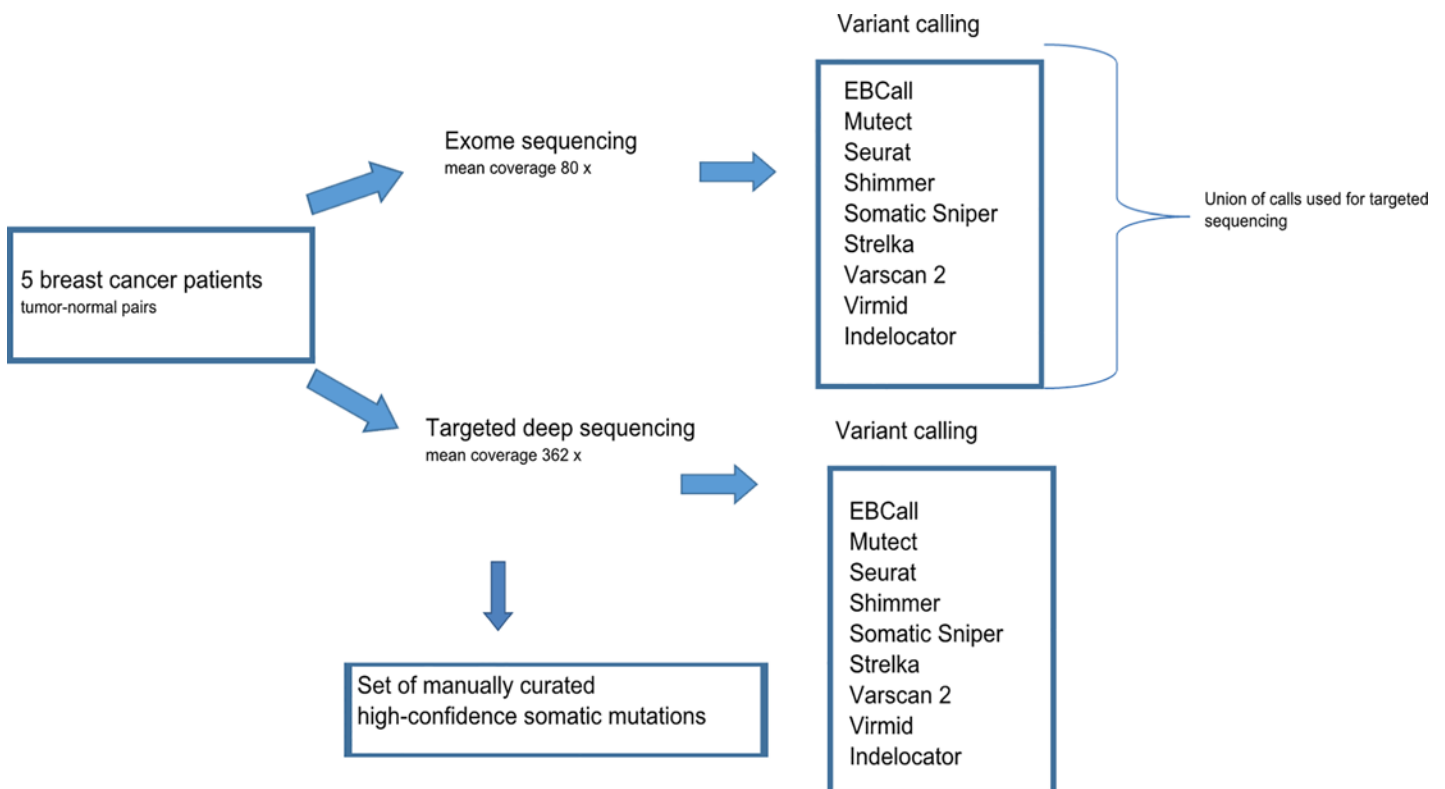 Variant calling
EBCall
Mutect
Seurat
Shimmer
Somatic Sniper
Strelka
Varscan 2
Virmid
Indelocator
Exome sequencing
mean coverage 80 x
Union of calls used for targeted
sequencing
5 breast cancer patients
tumor-normal pairs
Targeted deep sequencing
mean coverage 362 x
Variant calling
EBCall
Mutect
Seurat
Shimmer
Somatic Sniper
Strelka
Varscan 2
Virmid
Indelocator
Set of manually curated
high-confidence somatic mutations